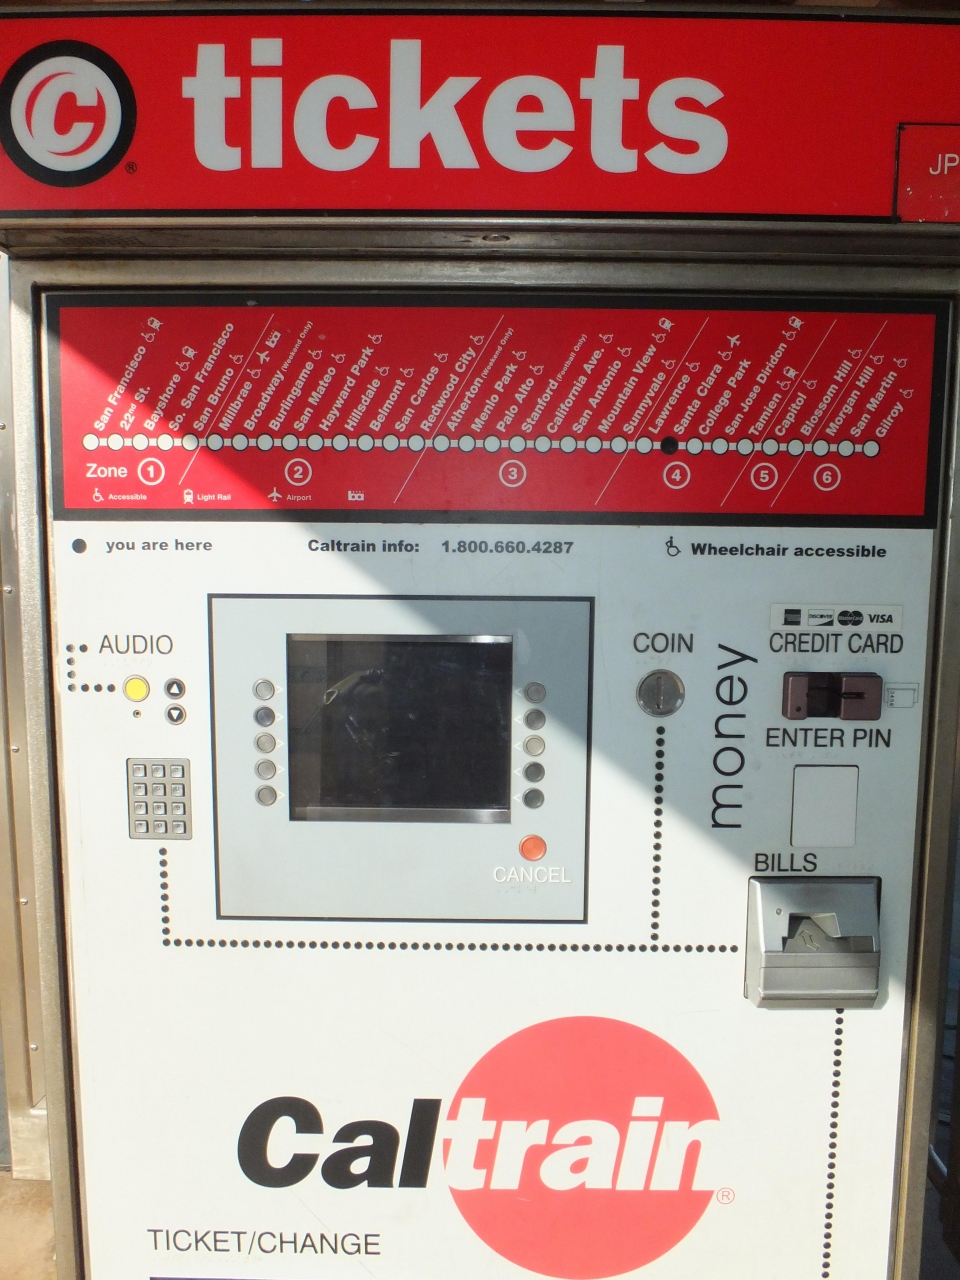 C tickets
®
JP
San Francisco
22nd St.
Bayshore
So. San Francisco
San Bruno
Millbrae
Broadway (Weekend Only)
Burlingame
San Mateo
Hayward Park
Hillsdale
Belmont
San Carlos
Redwood City
Atherton (Weekend Only)
Menlo Park
Palo Alto
Stanford (Football Only)
California Ave.
San Antonio
Mountain View
Sunnyvale
Lawrence
Santa Clara
College Park
San Jose Diridon
Tamien
Capitol
Blossom Hill
Morgan Hill
San Martin
Gilroy
Zone 1 2 3 4 5 6
Accessible Light Rail Airport
you are here Caltrain info: 1.800.660.4287 Wheelchair accessible
DISCOVER MasterCard VISA
AUDIO COIN money CREDIT CARD
ENTER PIN
BILLS
CANCEL
Caltrain
®
TICKET/CHANGE